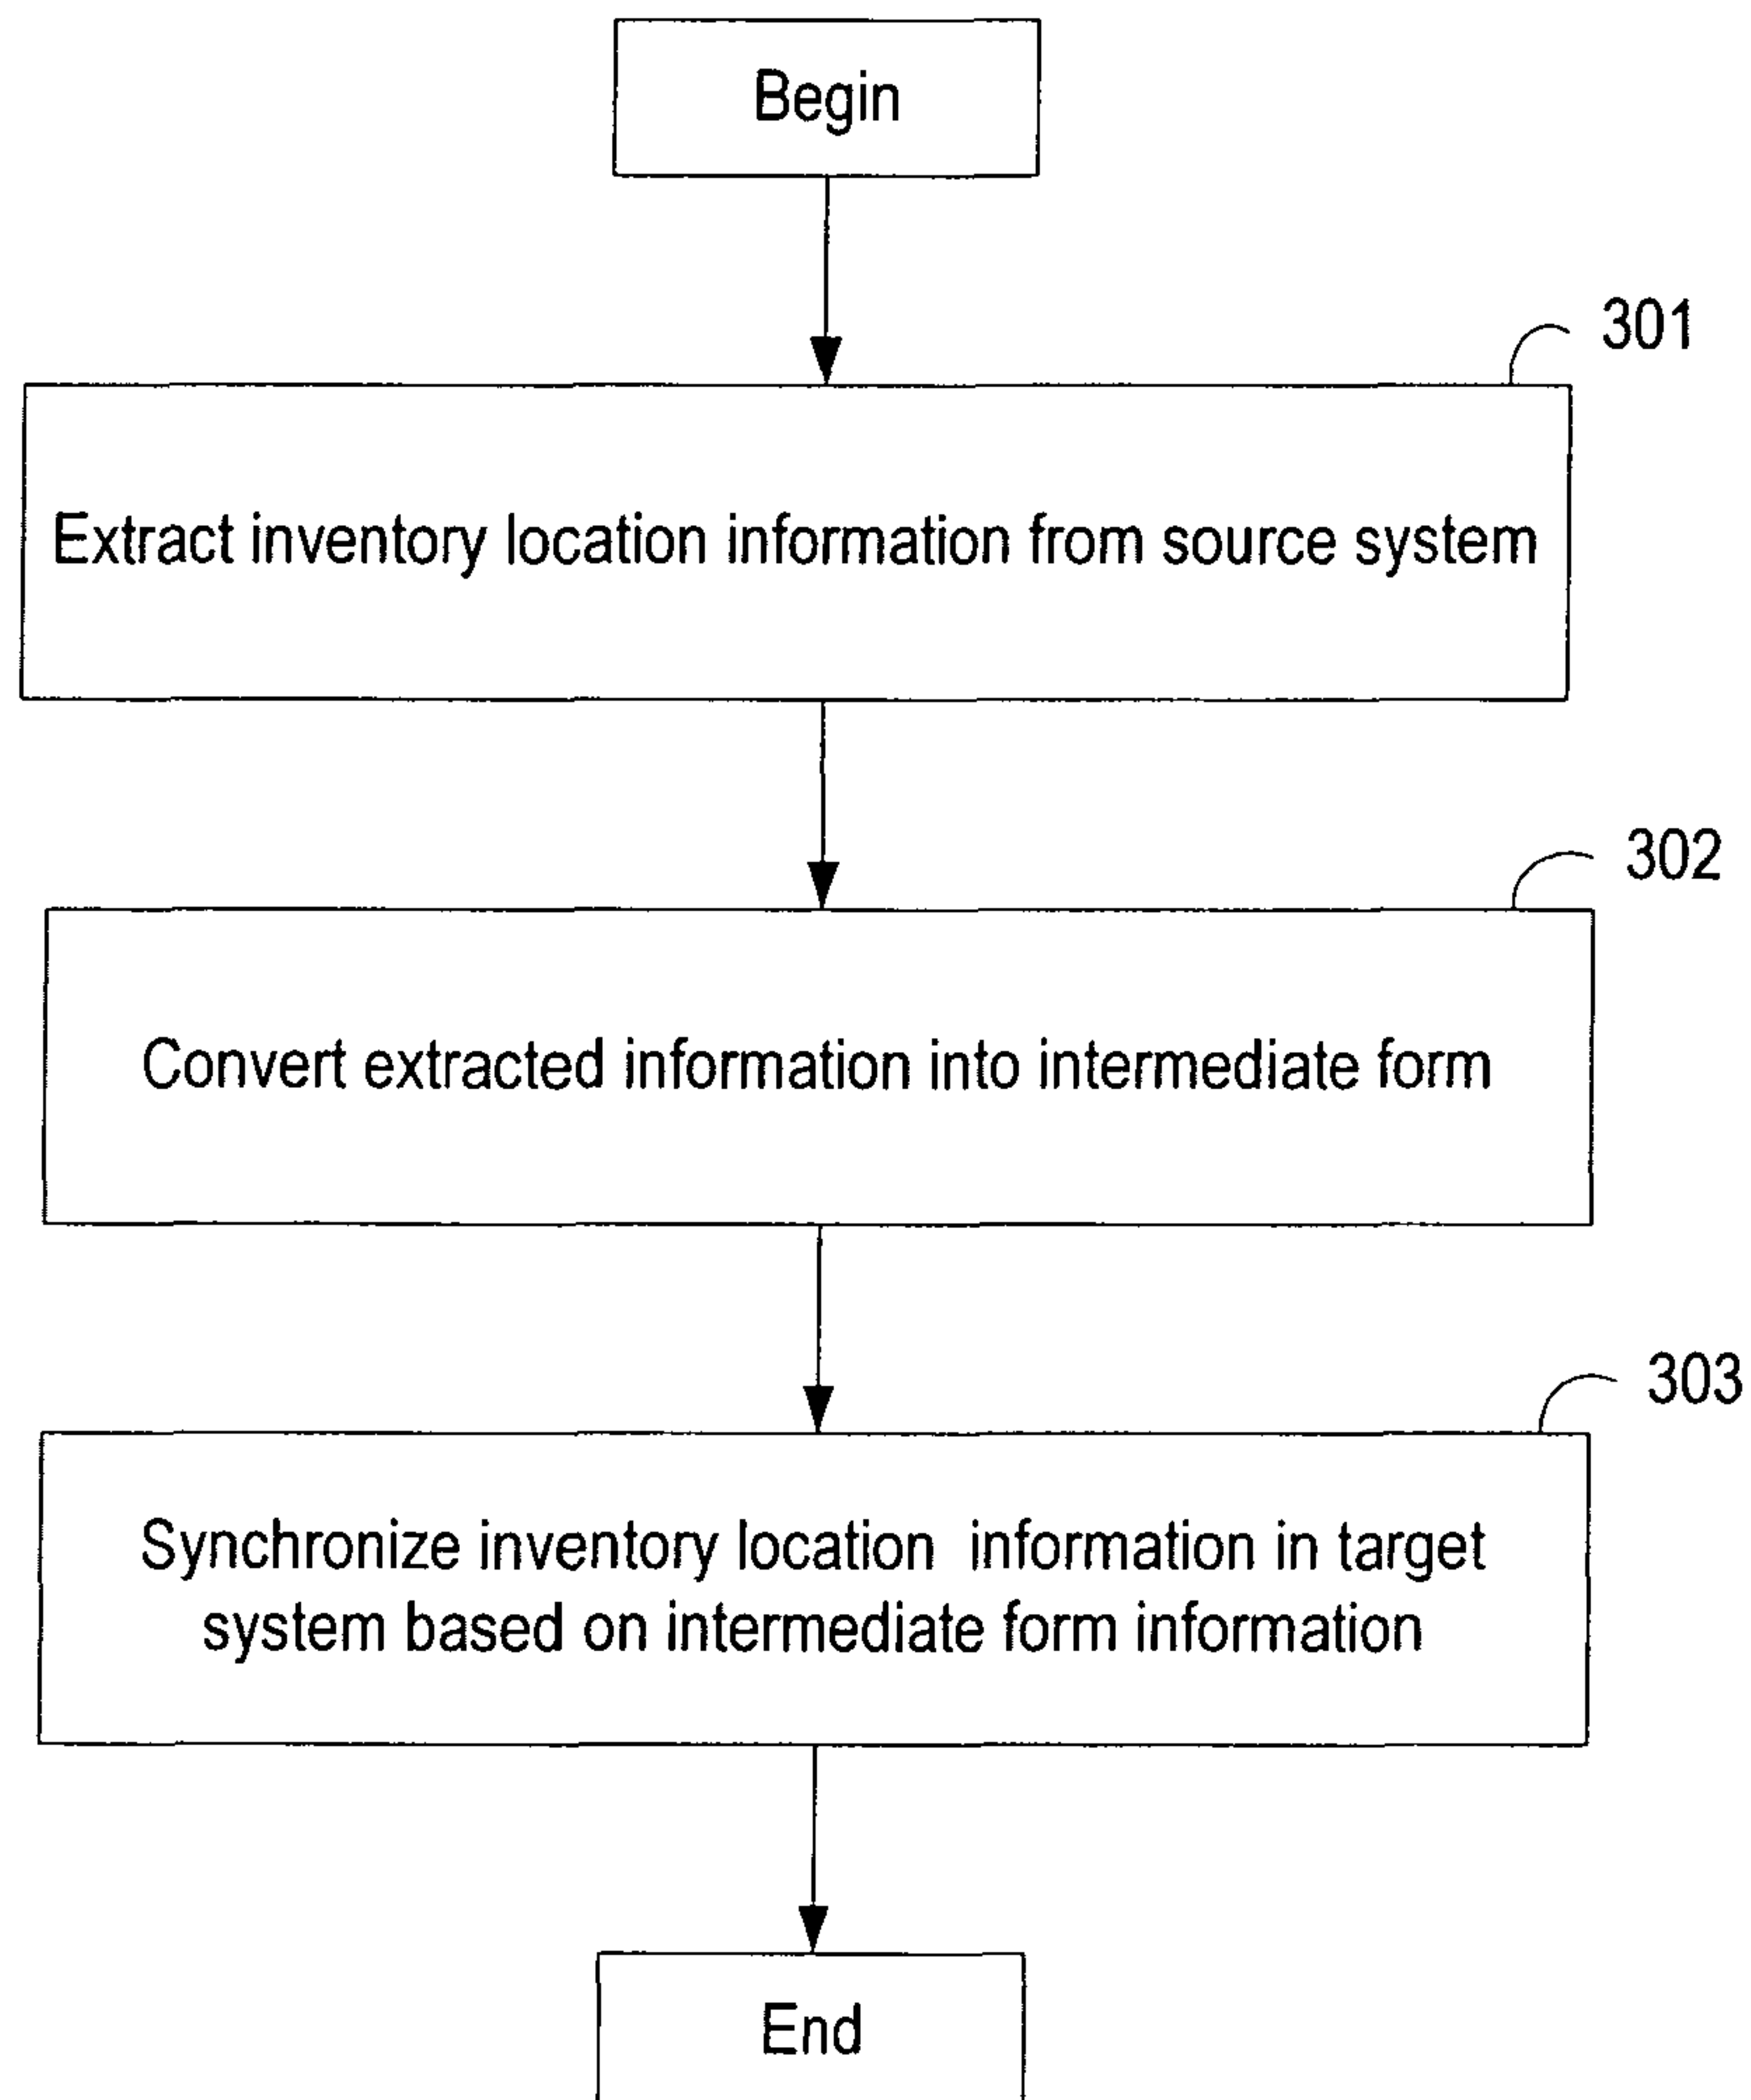 Begin
301
Extract inventory location information from source system
302
Convert extracted information into intermediate form
303
Synchronize inventory location information in target
system based on intermediate form information
End